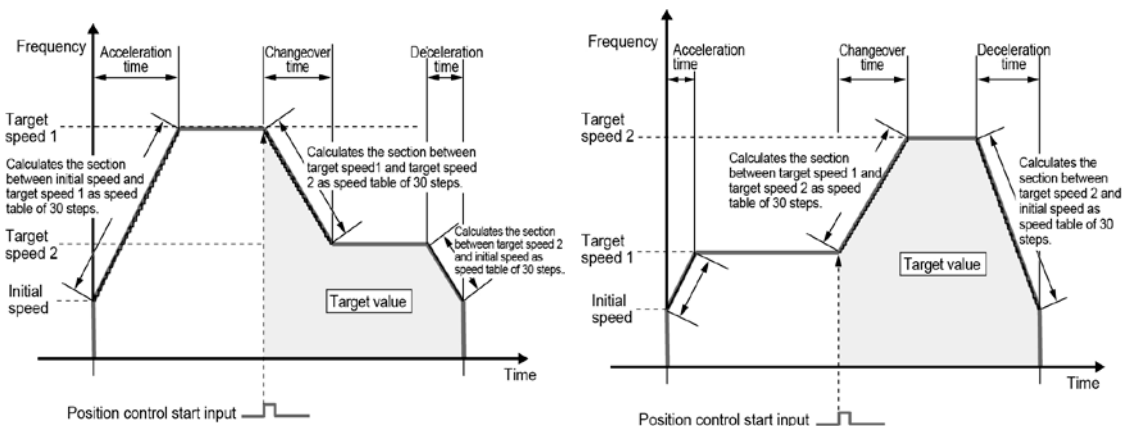 Frequency
Acceleration
time
Changeover
time
Deceleration
time
Target
speed 1
Calculates the section
between initial speed and
target speed 1 as speed
table of 30 steps.
Calculates the section between
target speed1 and target speed
2 as speed table of 30 steps.
Target
speed 2
Calculates the section
between target speed 2
and initial speed as
speed table of 30 steps..
Initial
speed
Target value
Time
Position control start input
Frequency
Acceleration
time
Changeover
time
Deceleration
time
Target
speed 2
Calculates the section
between target speed 1 and
target speed 2 as speed
table of 30 steps.
Calculates the
section between
target speed 2 and
initial speed as
speed table of 30
steps.
Target
speed 1
Target value
Initial
speed
Time
Position control start input